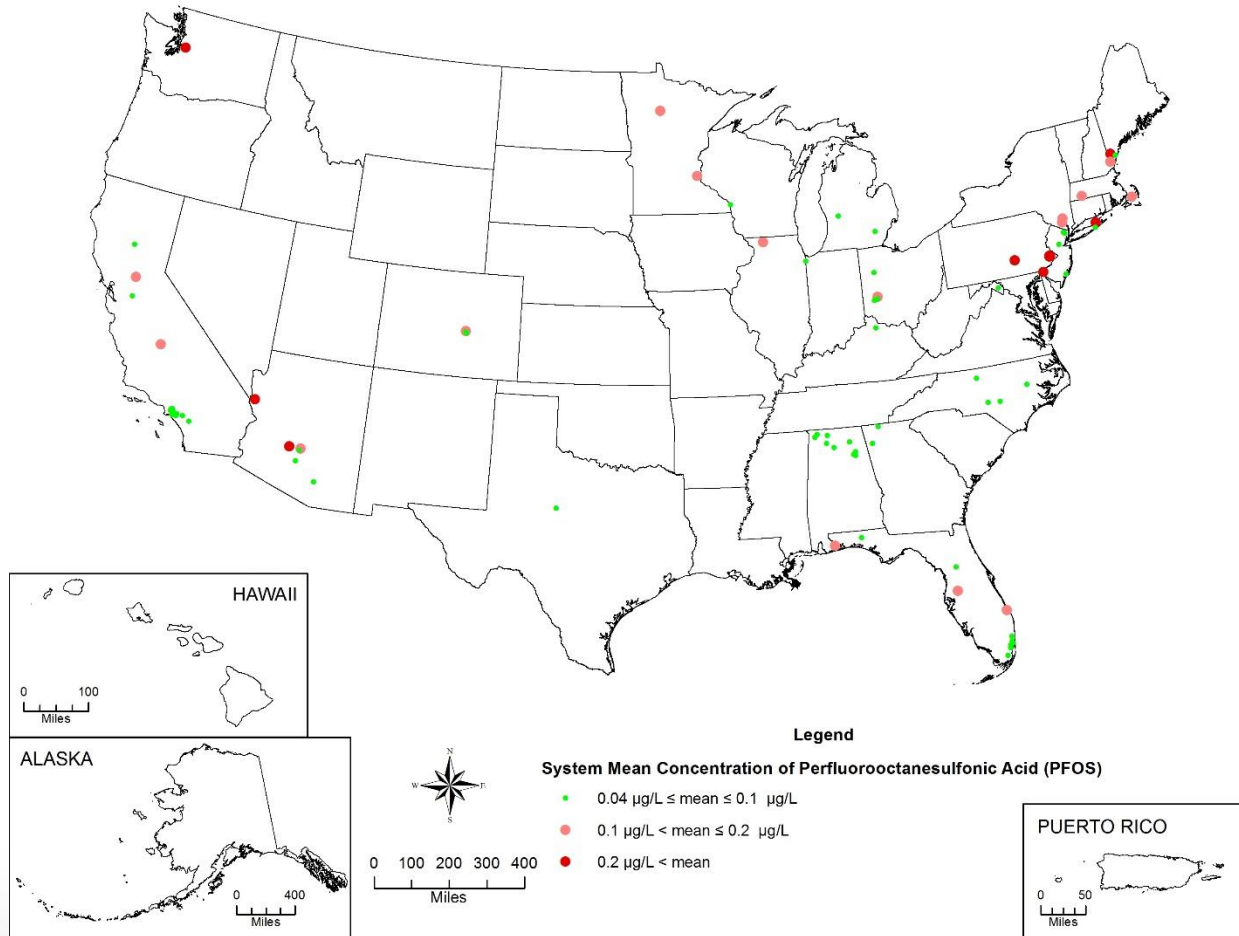 HAWAII
0 100
Miles
ALASKA
0 400
Miles
N
W E
S
0 100 200 300 400
Miles
Legend
System Mean Concentration of Perfluorooctanesulfonic Acid (PFOS)
0.04 µg/L ≤ mean ≤ 0.1 µg/L
0.1 µg/L < mean ≤ 0.2 µg/L
0.2 µg/L < mean
PUERTO RICO
0 50
Miles